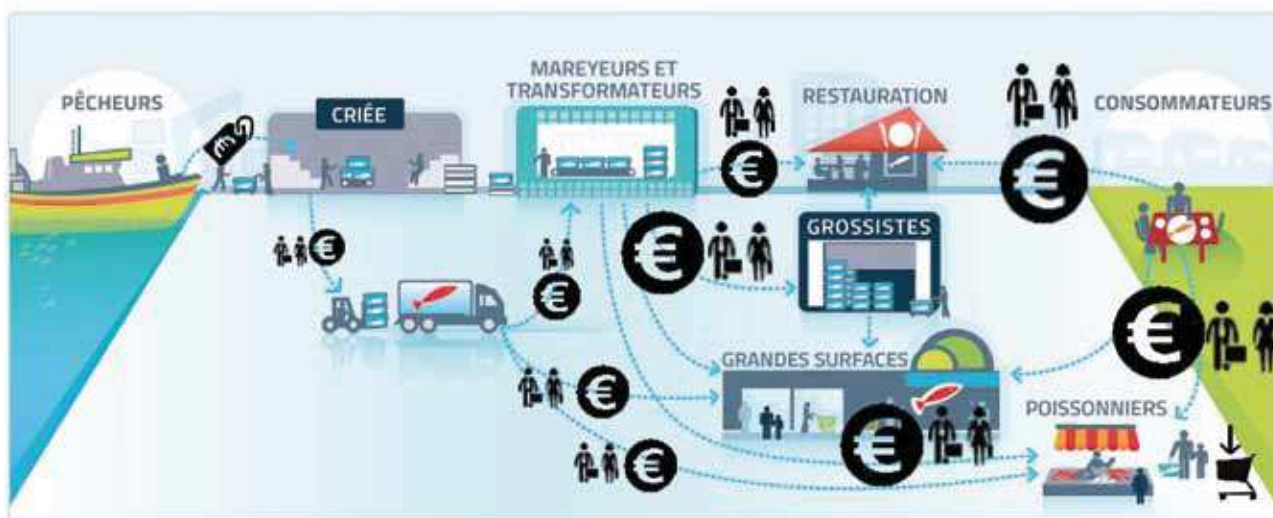 PÊCHEURS
CRIÉE
MAREYEURS ET
TRANSFORMATEURS
RESTAURATION
CONSOMMATEURS
GROSSISTES
GRANDES SURFACES
POISSONNIERS